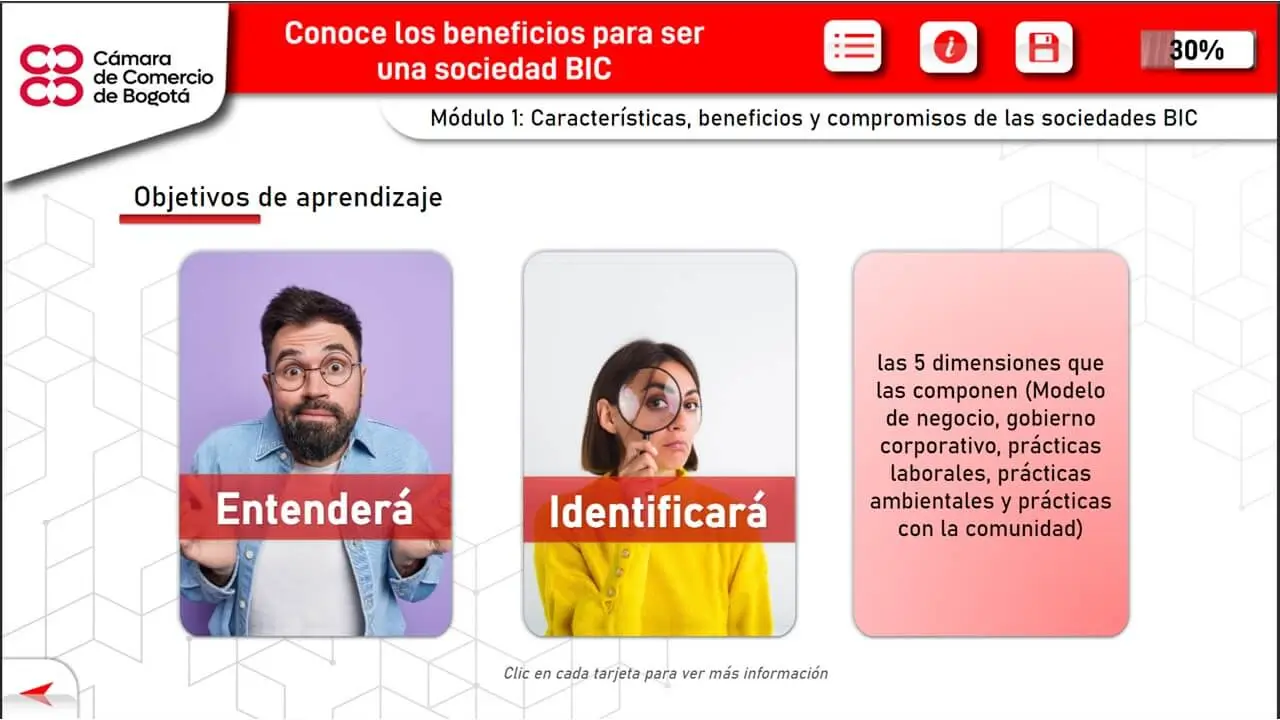 Cámara
de Comercio
de Bogotá
Conoce los beneficios para ser
una sociedad BIC
i
30%
Módulo 1: Características, beneficios y compromisos de las sociedades BIC
Objetivos de aprendizaje
Entenderá
Identificará
las 5 dimensiones que
las componen (Modelo
de negocio, gobierno
corporativo, prácticas
laborales, prácticas
ambientales y prácticas
con la comunidad)
Clic en cada tarjeta para ver más información